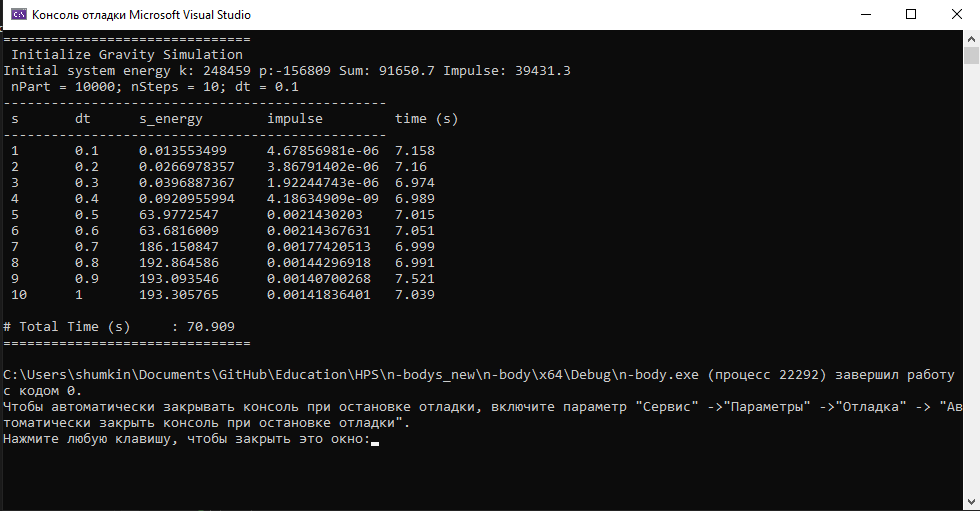 Консоль отладки Microsoft Visual Studio
===============================
Initialize Gravity Simulation
Initial system energy k: 248459 p:-156809 Sum: 91650.7 Impulse: 39431.3
nPart = 10000; nSteps = 10; dt = 0.1
------------------------------------------------
s dt s_energy impulse time (s)
------------------------------------------------
1 0.1 0.013553499 4.67856981e-06 7.158
2 0.2 0.0266978357 3.86791402e-06 7.16
3 0.3 0.0396887367 1.92244743e-06 6.974
4 0.4 0.0920955994 4.18634909e-09 6.989
5 0.5 63.9772547 0.0021430203 7.015
6 0.6 63.6816009 0.00214367631 7.051
7 0.7 186.150847 0.00177420513 6.999
8 0.8 192.864586 0.00144296918 6.991
9 0.9 193.093546 0.00140700268 7.521
10 1 193.305765 0.00141836401 7.039
# Total Time (s) : 70.909
===============================
C:\Users\shumkin\Documents\GitHub\Education\HPS\n-bodys_new\n-body\x64\Debug\n-body.exe (процесс 22292) завершил работу
с кодом 0.
Чтобы автоматически закрывать консоль при остановке отладки, включите параметр "Сервис" ->"Параметры" ->"Отладка" -> "Ав
томатически закрыть консоль при остановке отладки".
Нажмите любую клавишу, чтобы закрыть это окно: